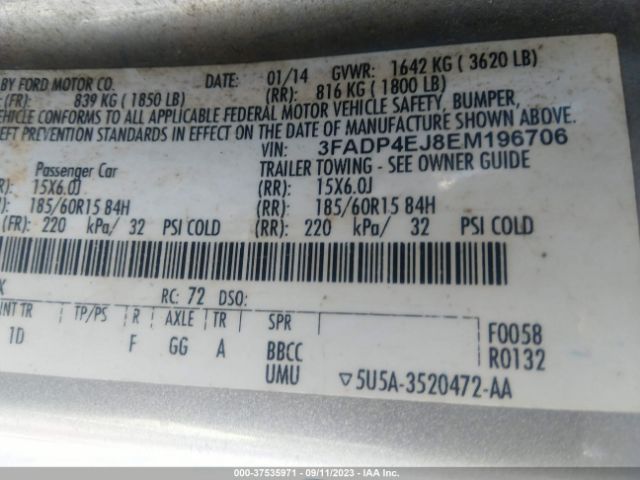 BY FORD MOTOR CO. DATE: 01/14 GVWR: 1642 KG ( 3620 LB)
(FR): 839 KG ( 1850 LB) (RR): 816 KG ( 1800 LB)
VEHICLE CONFORMS TO ALL APPLICABLE FEDERAL MOTOR VEHICLE SAFETY, BUMPER,
EFT PREVENTION STANDARDS IN EFFECT ON THE DATE OF MANUFACTURE
VIN: 3FADP4EJ8EM196706
Passenger Car TRAILER TOWING - SEE OWNER GUIDE
R): 15X6.0J (RR): 15X6.0J
R): 185/60R15 84H (RR): 185/60R15 84H
(FR): 220 kPa/ 32 PSI COLD (RR): 220 kPa/ 32 PSI COLD
RC: 72 DSO:
INT TR TP/PS R AXLE TR SPR F0058
1D F GG A BBCC R0132
UMU ▽5U5A-3520472-AA
000-37535971 - 09/11/2023 - IAAI.com